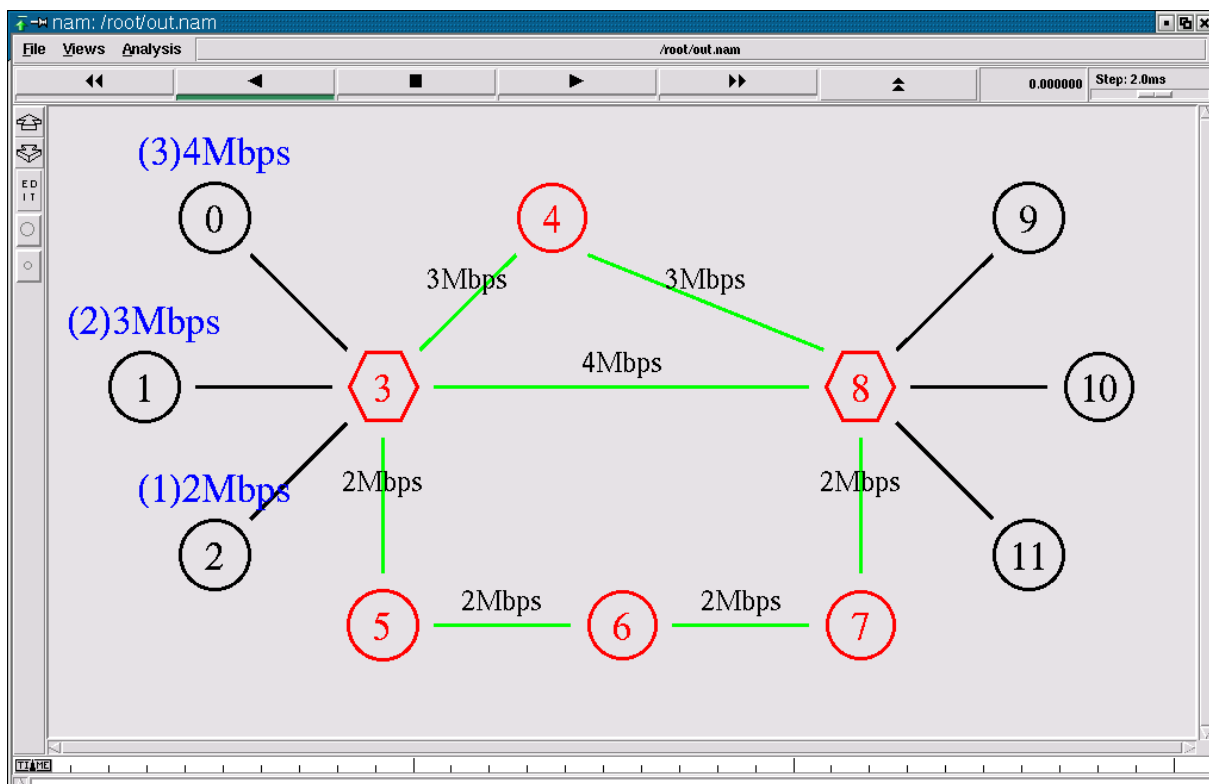 nam: /root/out.nam
File Views Analysis /root/out.nam
0.000000 Step: 2.0ms
E D
I T
(3)4Mbps
0 4 9
3Mbps 3Mbps
(2)3Mbps
4Mbps
1 3 8 10
(1)2Mbps 2Mbps 2Mbps
2 11
2Mbps 2Mbps
5 6 7
TIME